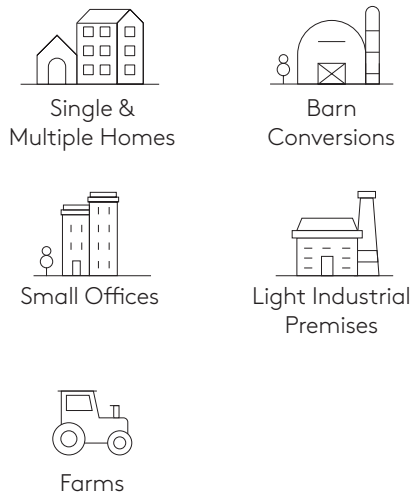 Single &
Multiple Homes
Barn
Conversions
Small Offices
Light Industrial
Premises
Farms